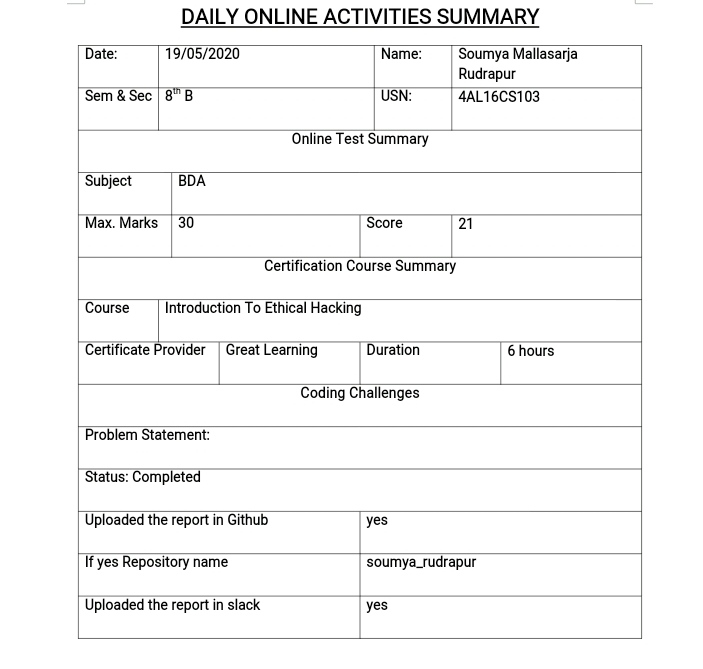 DAILY ONLINE ACTIVITIES SUMMARY
Date: 19/05/2020 Name: Soumya Mallasarja
Rudrapur
Sem & Sec 8th B USN: 4AL16CS103
Online Test Summary
Subject BDA
Max. Marks 30 Score 21
Certification Course Summary
Course Introduction To Ethical Hacking
Certificate Provider Great Learning Duration 6 hours
Coding Challenges
Problem Statement:
Status: Completed
Uploaded the report in Github yes
If yes Repository name soumya_rudrapur
Uploaded the report in slack yes